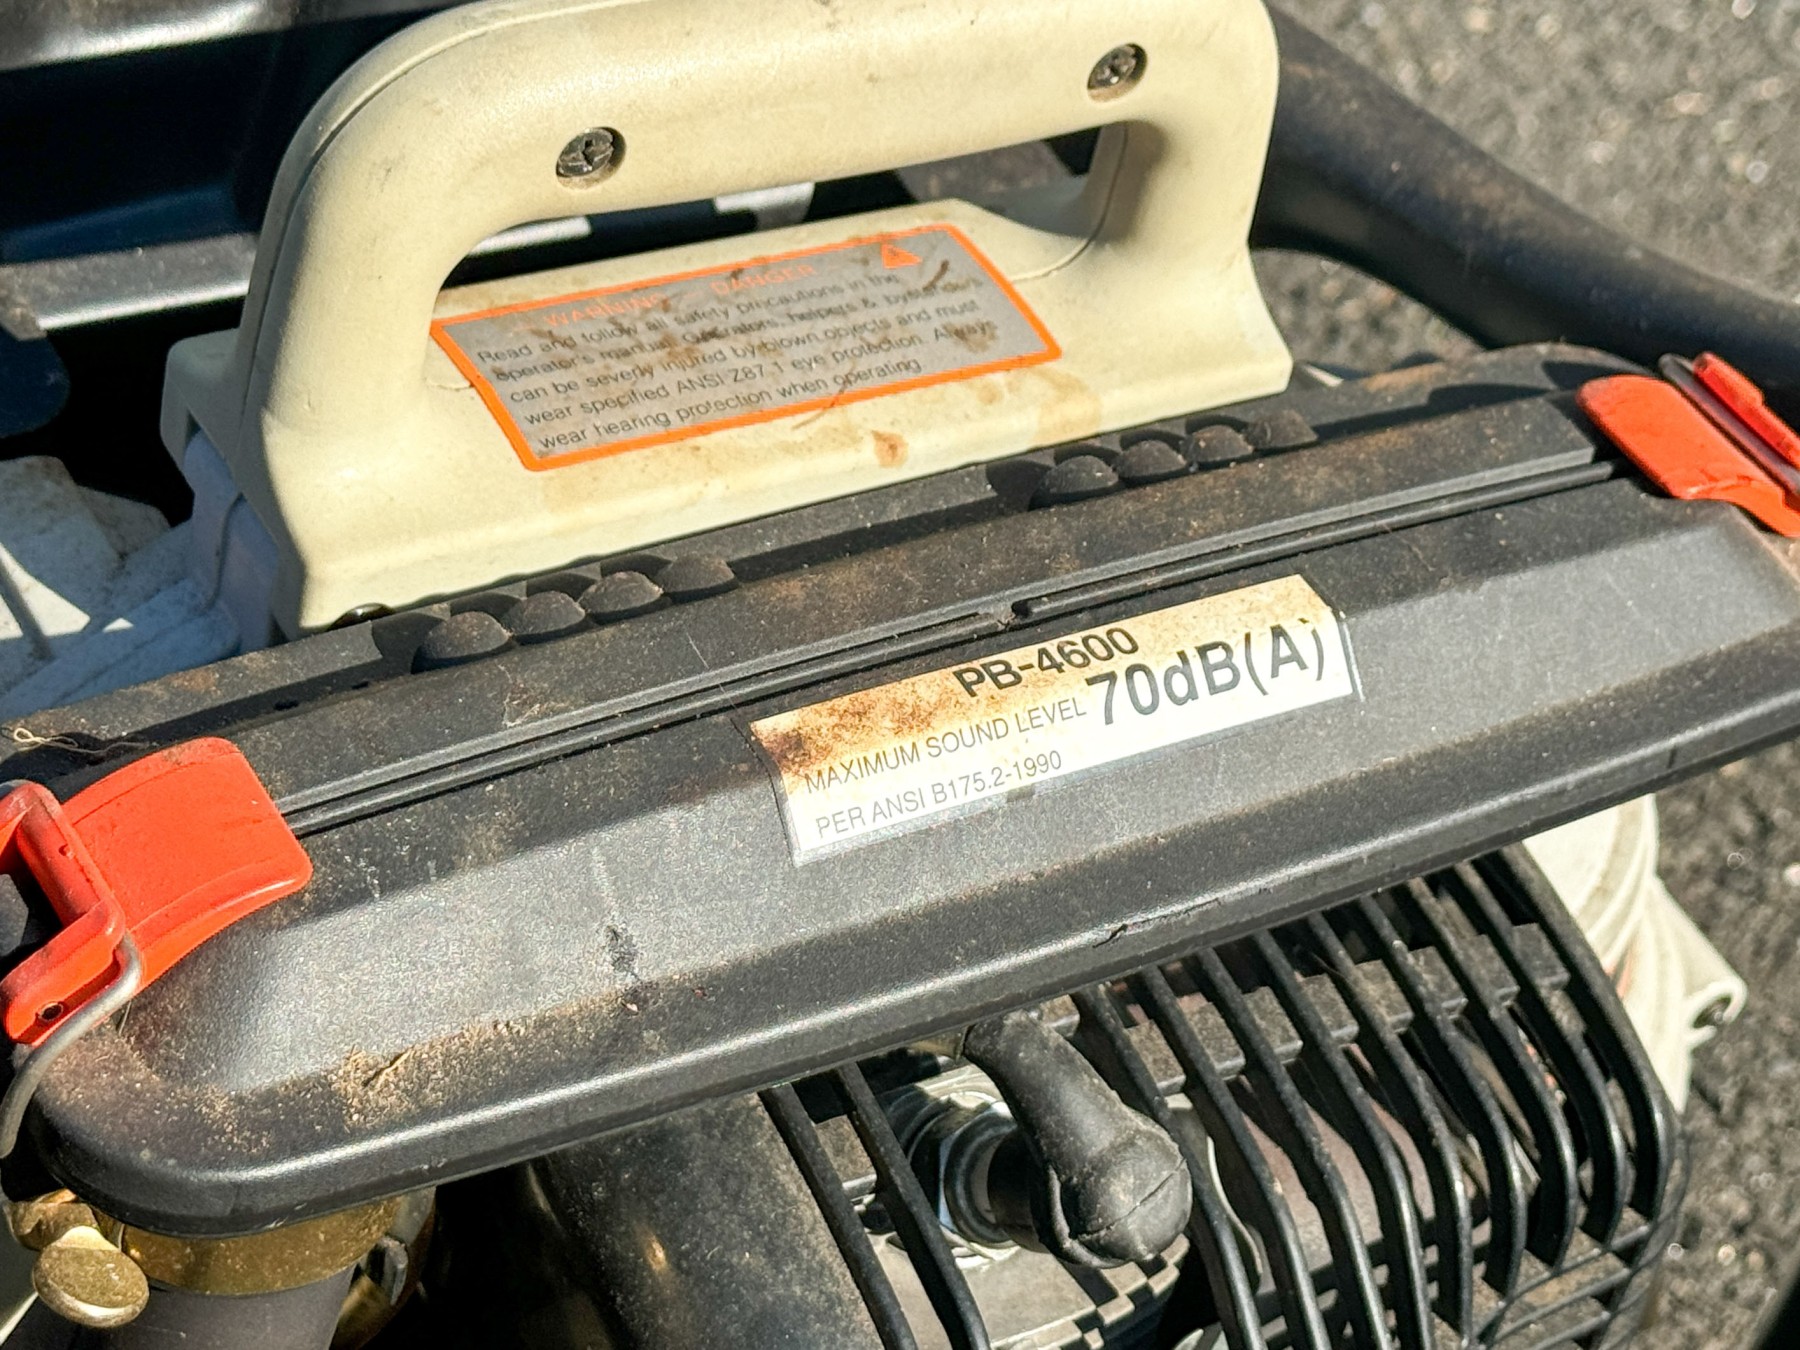 WARNING — DANGER
Read and follow all safety precautions in the
operator's manual. Operators, helpers & bystanders
can be severly injured by blown objects and must
wear specified ANSI Z87.1 eye protection. Always
wear hearing protection when operating.
PB-4600
MAXIMUM SOUND LEVEL 70dB(A)
PER ANSI B175.2-1990